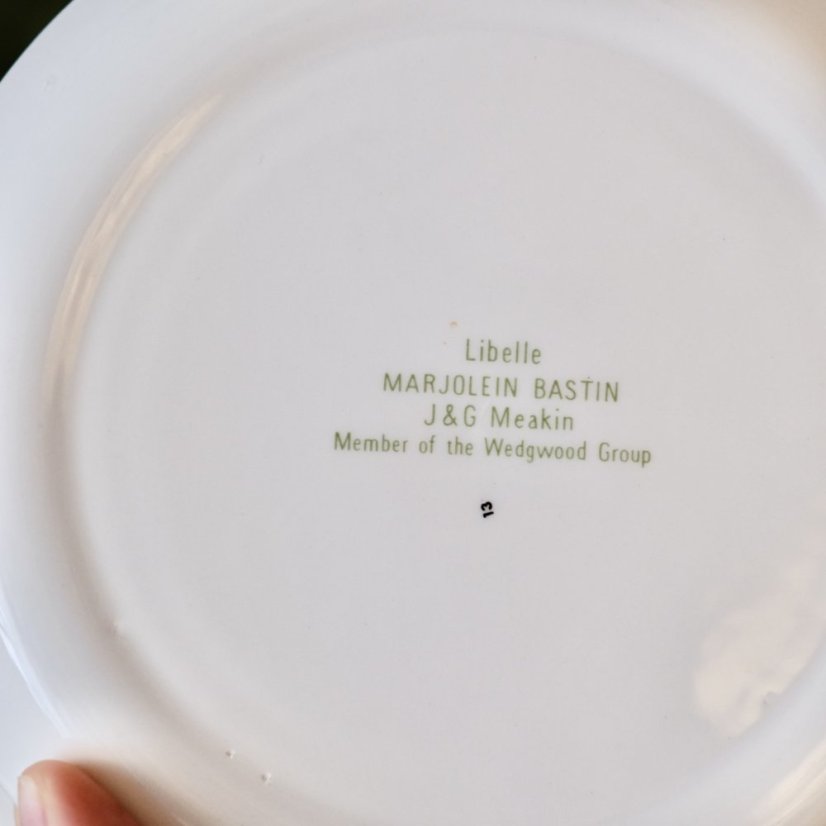 Libelle
MARJOLEIN BASTIN
J&G Meakin
Member of the Wedgwood Group
13